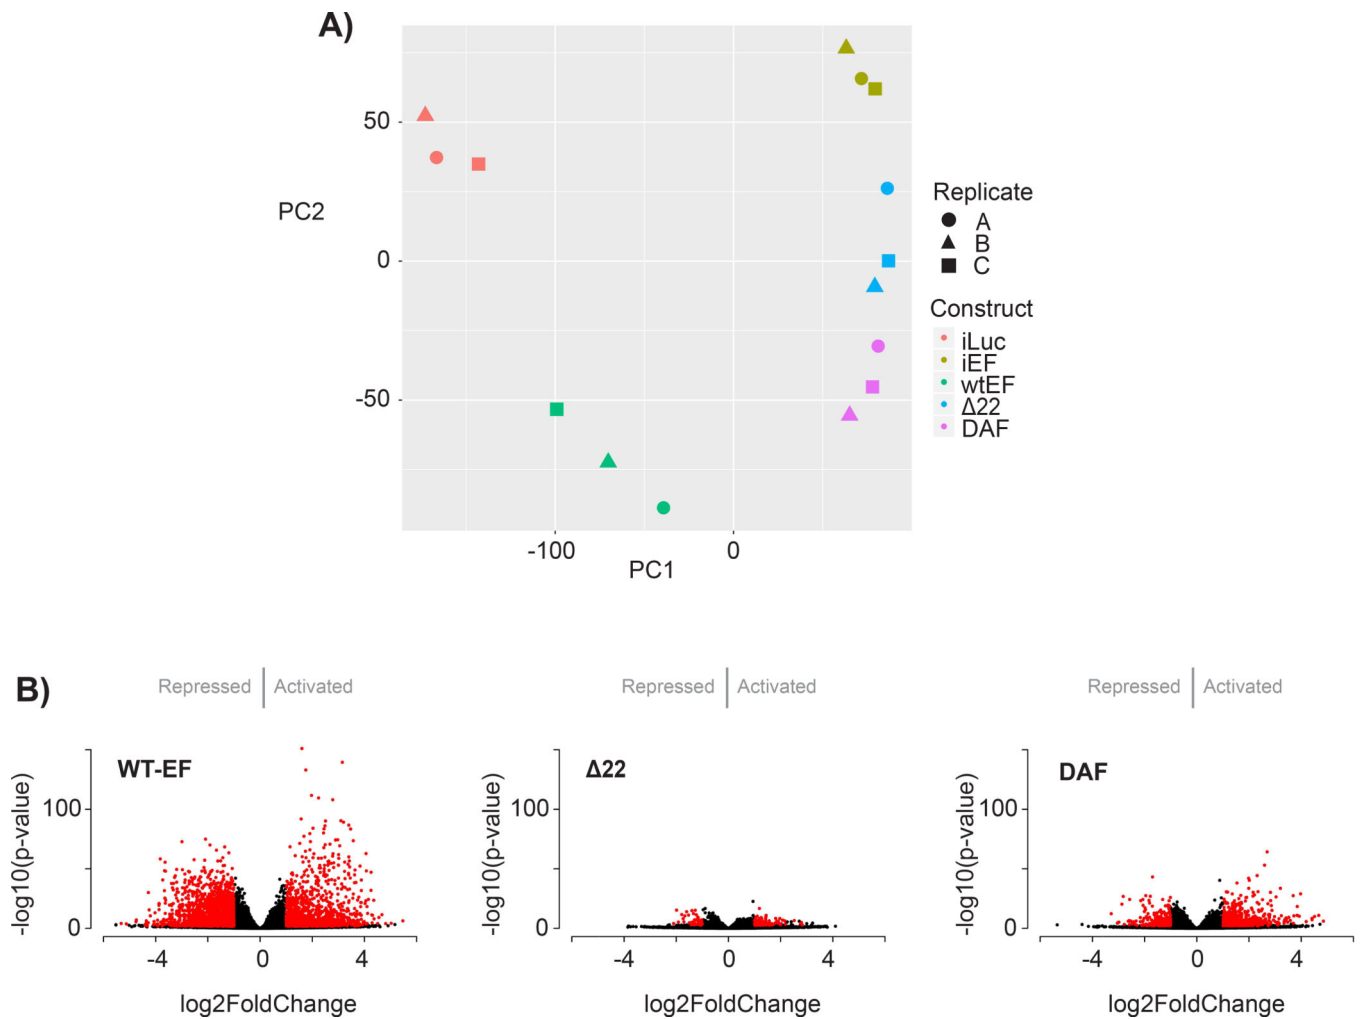 A)
50
0
-50
PC2
-100 0
PC1
Replicate
A
B
C
Construct
iLuc
iEF
wtEF
Δ22
DAF
B)
Repressed | Activated
WT-EF
-log10(p-value)
100
0
-4 0 4
log2FoldChange
Repressed | Activated
Δ22
-log10(p-value)
100
0
-4 0 4
log2FoldChange
Repressed | Activated
DAF
-log10(p-value)
100
0
-4 0 4
log2FoldChange